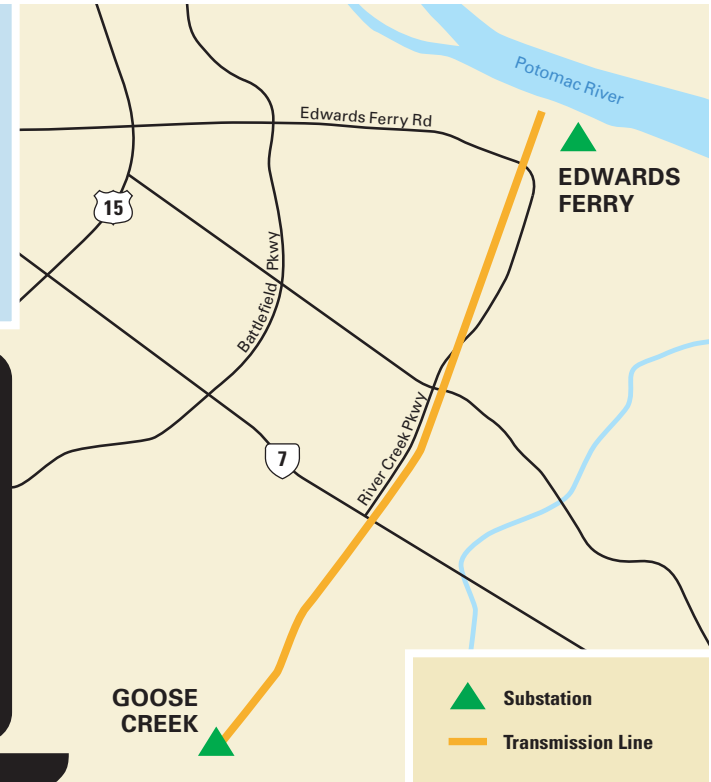 Potomac River
Edwards Ferry Rd
EDWARDS
FERRY
15
Battlefield Pkwy
River Creek Pkwy
7
GOOSE
CREEK
Substation
Transmission Line